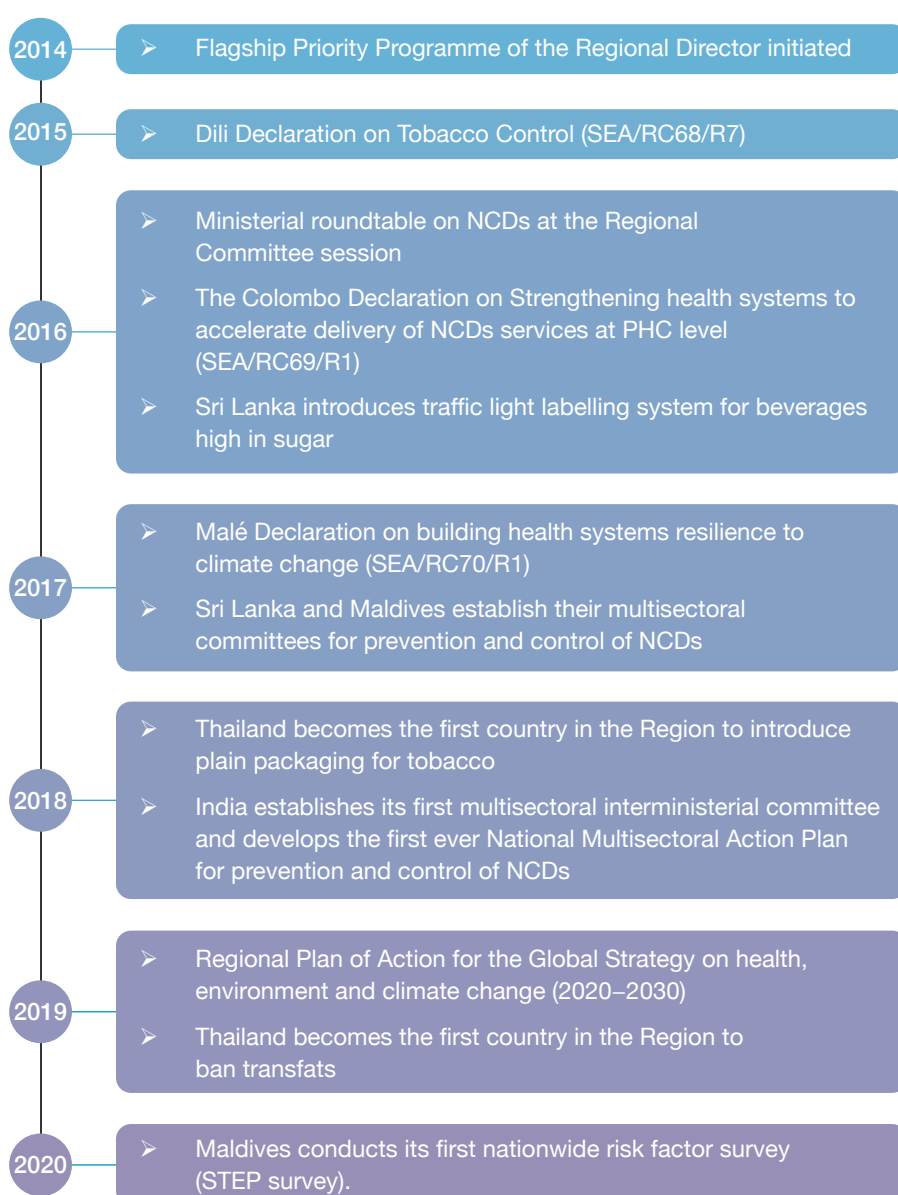 2014
➢ Flagship Priority Programme of the Regional Director initiated
2015
➢ Dili Declaration on Tobacco Control (SEA/RC68/R7)
2016
➢ Ministerial roundtable on NCDs at the Regional
Committee session
➢ The Colombo Declaration on Strengthening health systems to
accelerate delivery of NCDs services at PHC level
(SEA/RC69/R1)
➢ Sri Lanka introduces traffic light labelling system for beverages
high in sugar
2017
➢ Malé Declaration on building health systems resilience to
climate change (SEA/RC70/R1)
➢ Sri Lanka and Maldives establish their multisectoral
committees for prevention and control of NCDs
2018
➢ Thailand becomes the first country in the Region to introduce
plain packaging for tobacco
➢ India establishes its first multisectoral interministerial committee
and develops the first ever National Multisectoral Action Plan
for prevention and control of NCDs
2019
➢ Regional Plan of Action for the Global Strategy on health,
environment and climate change (2020–2030)
➢ Thailand becomes the first country in the Region to
ban transfats
2020
➢ Maldives conducts its first nationwide risk factor survey
(STEP survey).